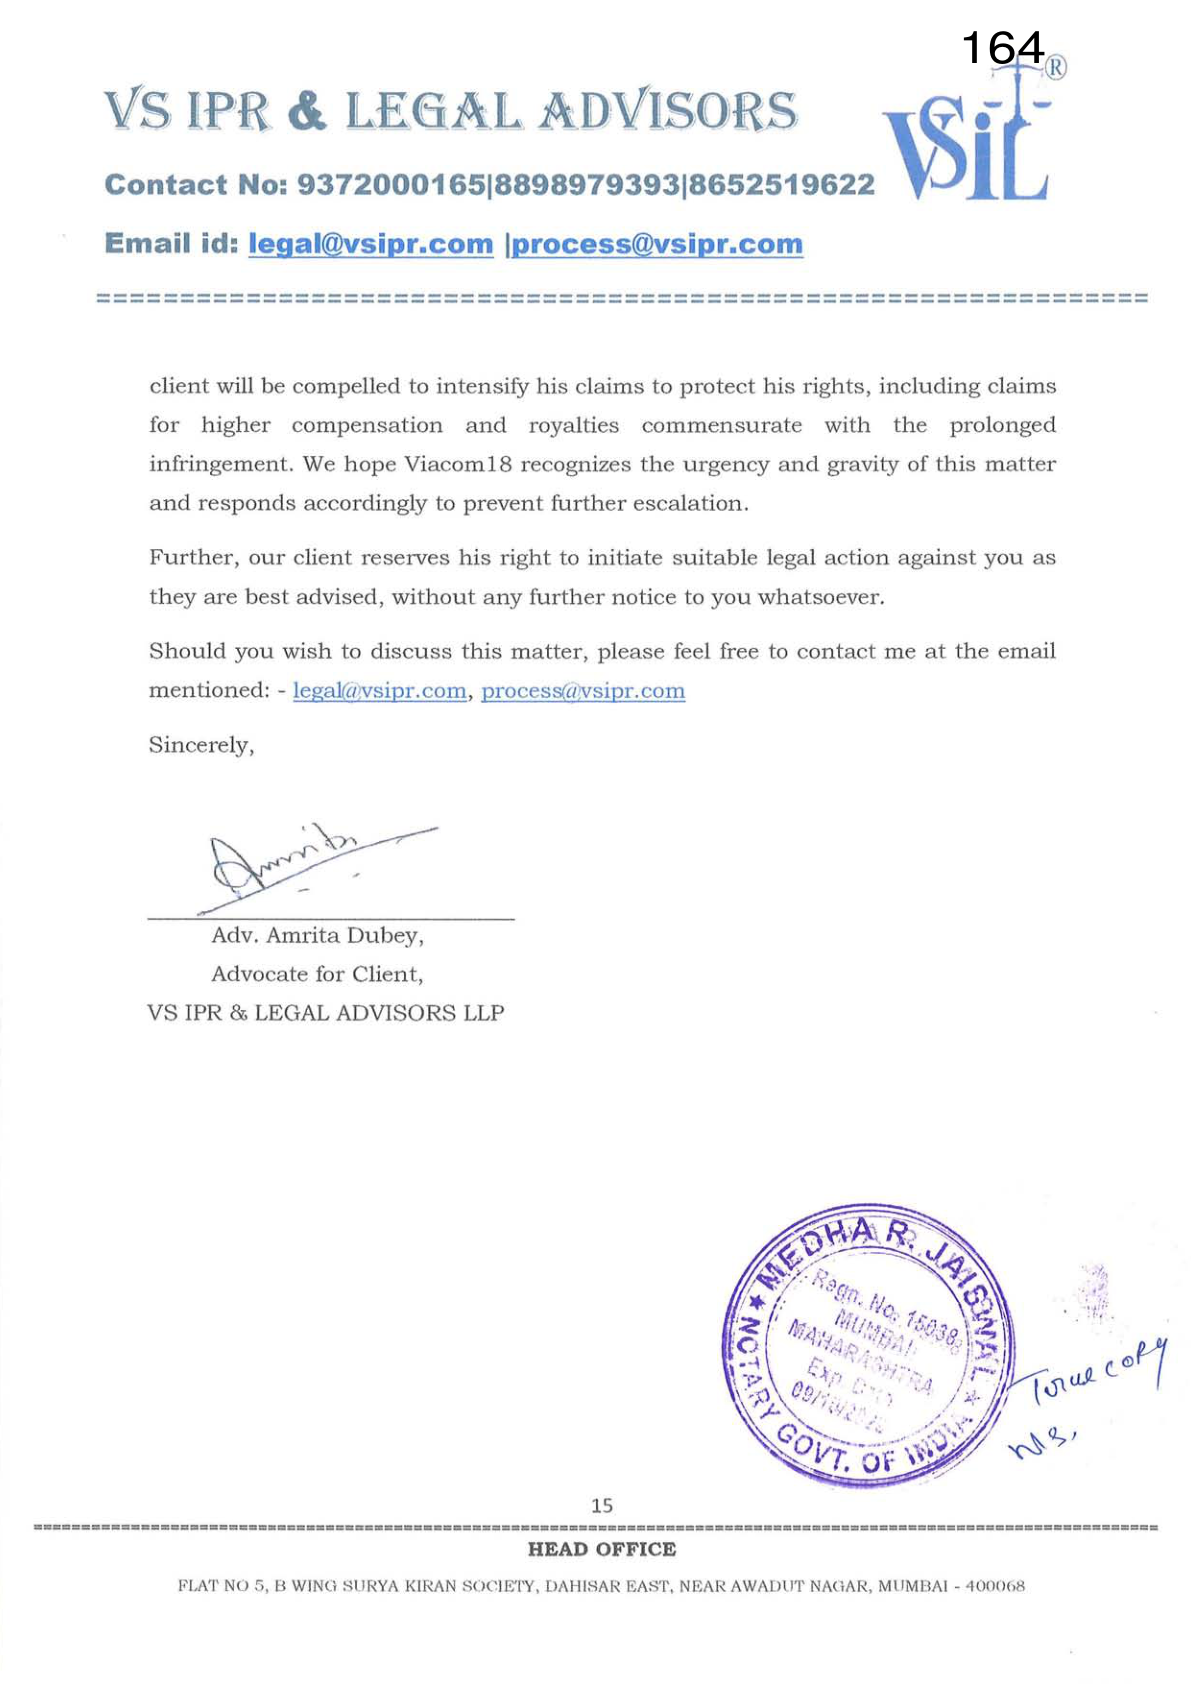 164
VS IPR & LEGAL ADVISORS
VSIL®
Contact No: 9372000165|8898979393|8652519622
Email id: legal@vsipr.com |process@vsipr.com
client will be compelled to intensify his claims to protect his rights, including claims
for higher compensation and royalties commensurate with the prolonged
infringement. We hope Viacom18 recognizes the urgency and gravity of this matter
and responds accordingly to prevent further escalation.
Further, our client reserves his right to initiate suitable legal action against you as
they are best advised, without any further notice to you whatsoever.
Should you wish to discuss this matter, please feel free to contact me at the email
mentioned: - legal@vsipr.com, process@vsipr.com
Sincerely,
Amrita
Adv. Amrita Dubey,
Advocate for Client,
VS IPR & LEGAL ADVISORS LLP
MEDHA R. JAISWAL
Regn. No: 15038
MUMBAI
MAHARASHTRA
NOTARY GOVT. OF INDIA
True copy
15
HEAD OFFICE
FLAT NO 5, B WING SURYA KIRAN SOCIETY, DAHISAR EAST, NEAR AWADUT NAGAR, MUMBAI - 400068